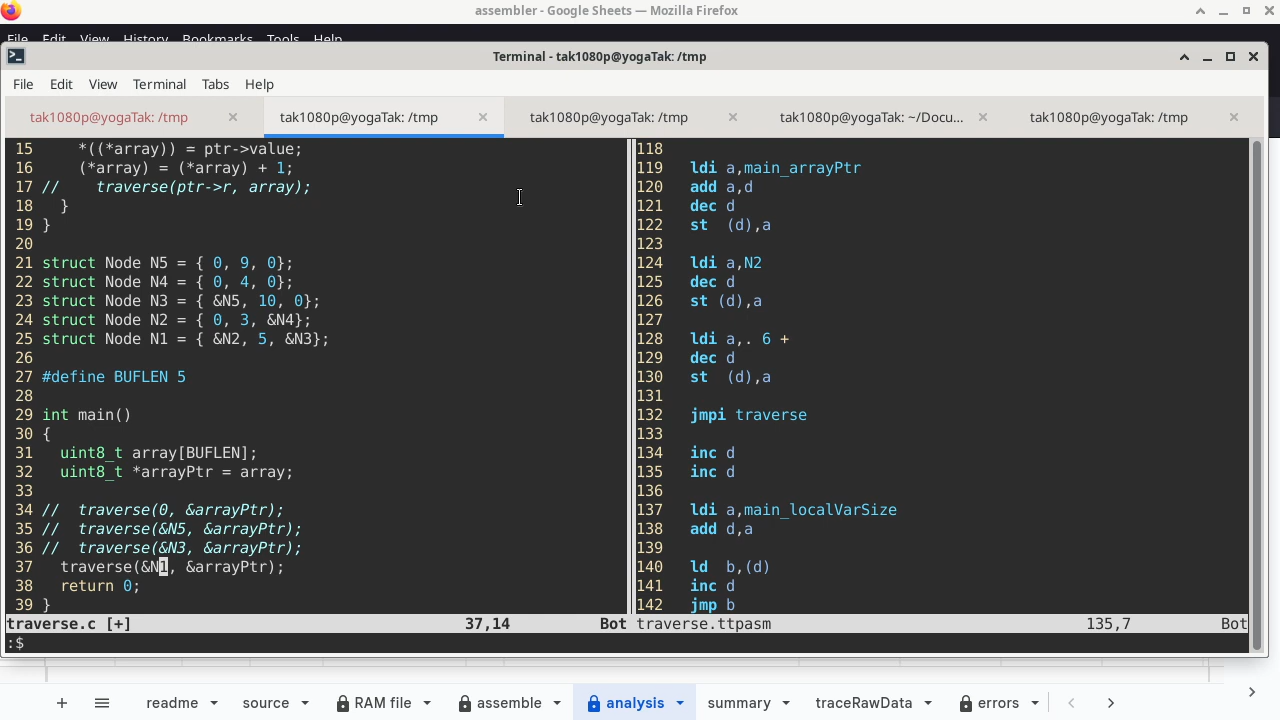 assembler - Google Sheets — Mozilla Firefox
File Edit View History Bookmarks Tools Help
Terminal - tak1080p@yogaTak: /tmp
File Edit View Terminal Tabs Help
tak1080p@yogaTak: /tmp tak1080p@yogaTak: /tmp tak1080p@yogaTak: /tmp tak1080p@yogaTak: ~/Docu... tak1080p@yogaTak: /tmp
15     *((*array)) = ptr->value;
16     (*array) = (*array) + 1;
17 //    traverse(ptr->r, array);
18   }
19 }
20
21 struct Node N5 = { 0, 9, 0};
22 struct Node N4 = { 0, 4, 0};
23 struct Node N3 = { &N5, 10, 0};
24 struct Node N2 = { 0, 3, &N4};
25 struct Node N1 = { &N2, 5, &N3};
26
27 #define BUFLEN 5
28
29 int main()
30 {
31   uint8_t array[BUFLEN];
32   uint8_t *arrayPtr = array;
33
34 //  traverse(0, &arrayPtr);
35 //  traverse(&N5, &arrayPtr);
36 //  traverse(&N3, &arrayPtr);
37   traverse(&N1, &arrayPtr);
38   return 0;
39 }
traverse.c [+] 37,14 Bot
:$
118
119   ldi a,main_arrayPtr
120   add a,d
121   dec d
122   st  (d),a
123
124   ldi a,N2
125   dec d
126   st (d),a
127
128   ldi a,. 6 +
129   dec d
130   st  (d),a
131
132   jmpi traverse
133
134   inc d
135   inc d
136
137   ldi a,main_localVarSize
138   add d,a
139
140   ld  b,(d)
141   inc d
142   jmp b
traverse.ttpasm 135,7 Bot
readme source RAM file assemble analysis summary traceRawData errors